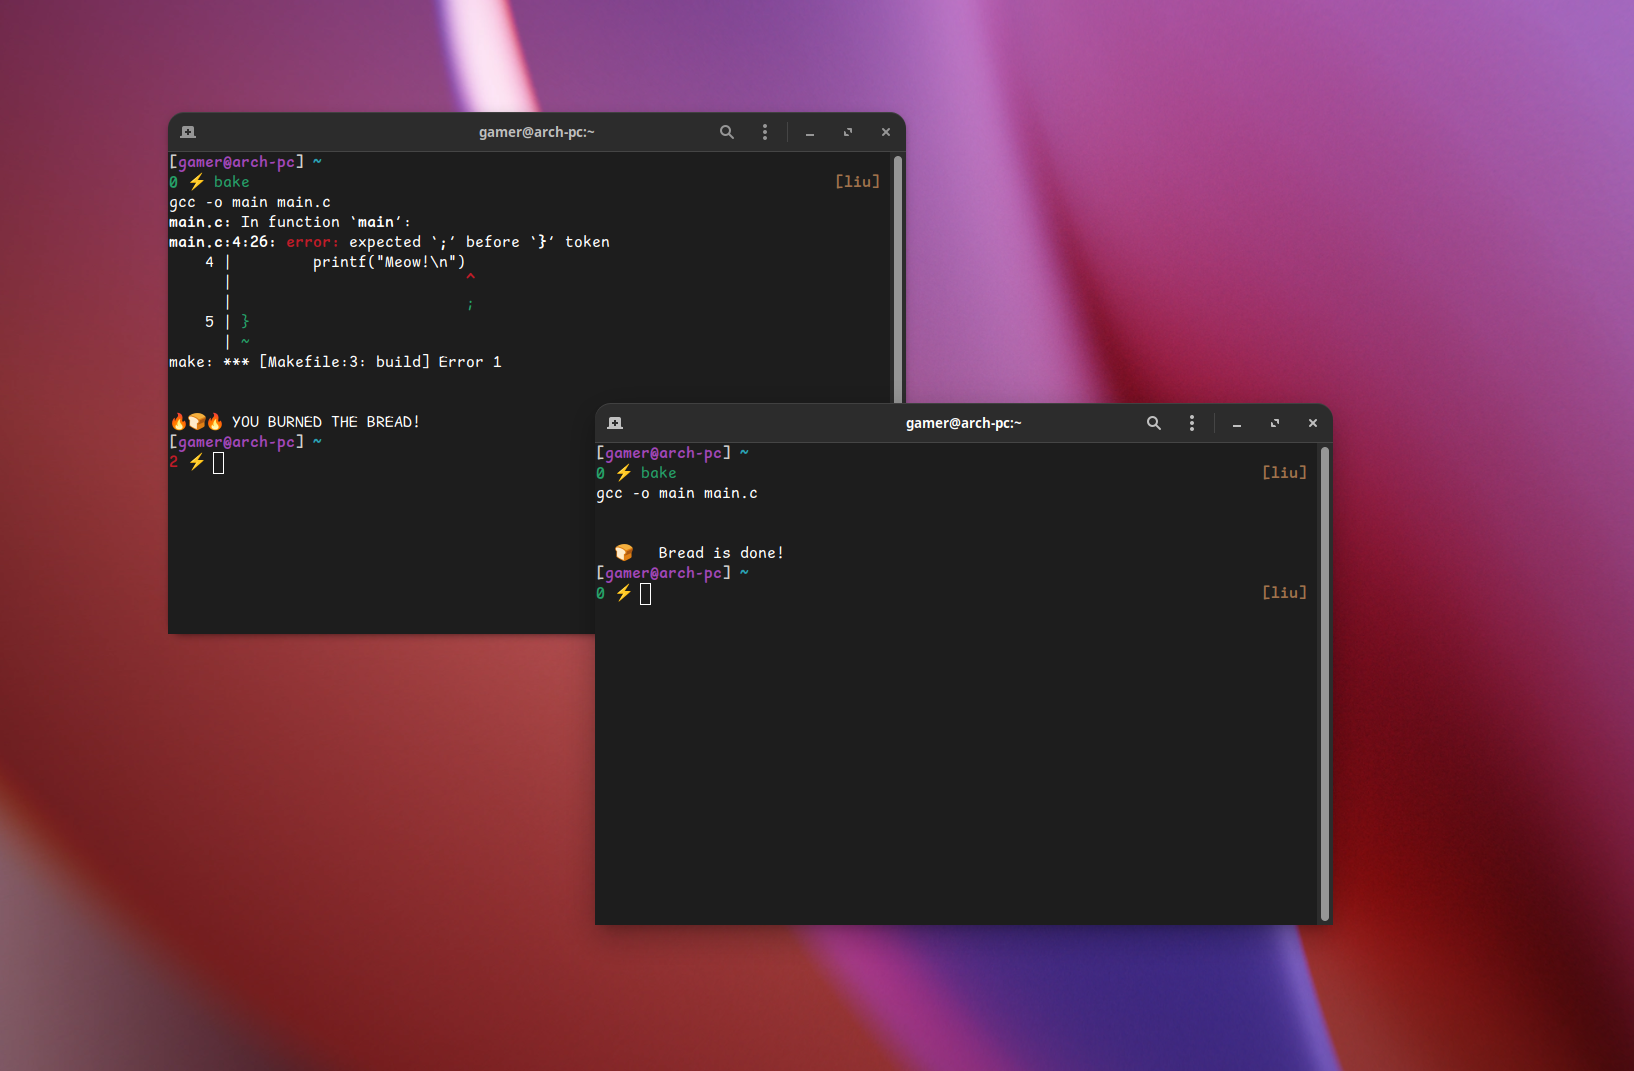 gamer@arch-pc:~
[gamer@arch-pc] ~
0 ⚡ bake [liu]
gcc -o main main.c
main.c: In function ‘main’:
main.c:4:26: error: expected ‘;’ before ‘}’ token
4 | printf("Meow!\n")
| ^
| ;
5 | }
| ~
make: *** [Makefile:3: build] Error 1
🔥🍞🔥 YOU BURNED THE BREAD!
[gamer@arch-pc] ~
2 ⚡
gamer@arch-pc:~
[gamer@arch-pc] ~
0 ⚡ bake [liu]
gcc -o main main.c
🍞 Bread is done!
[gamer@arch-pc] ~
0 ⚡ [liu]